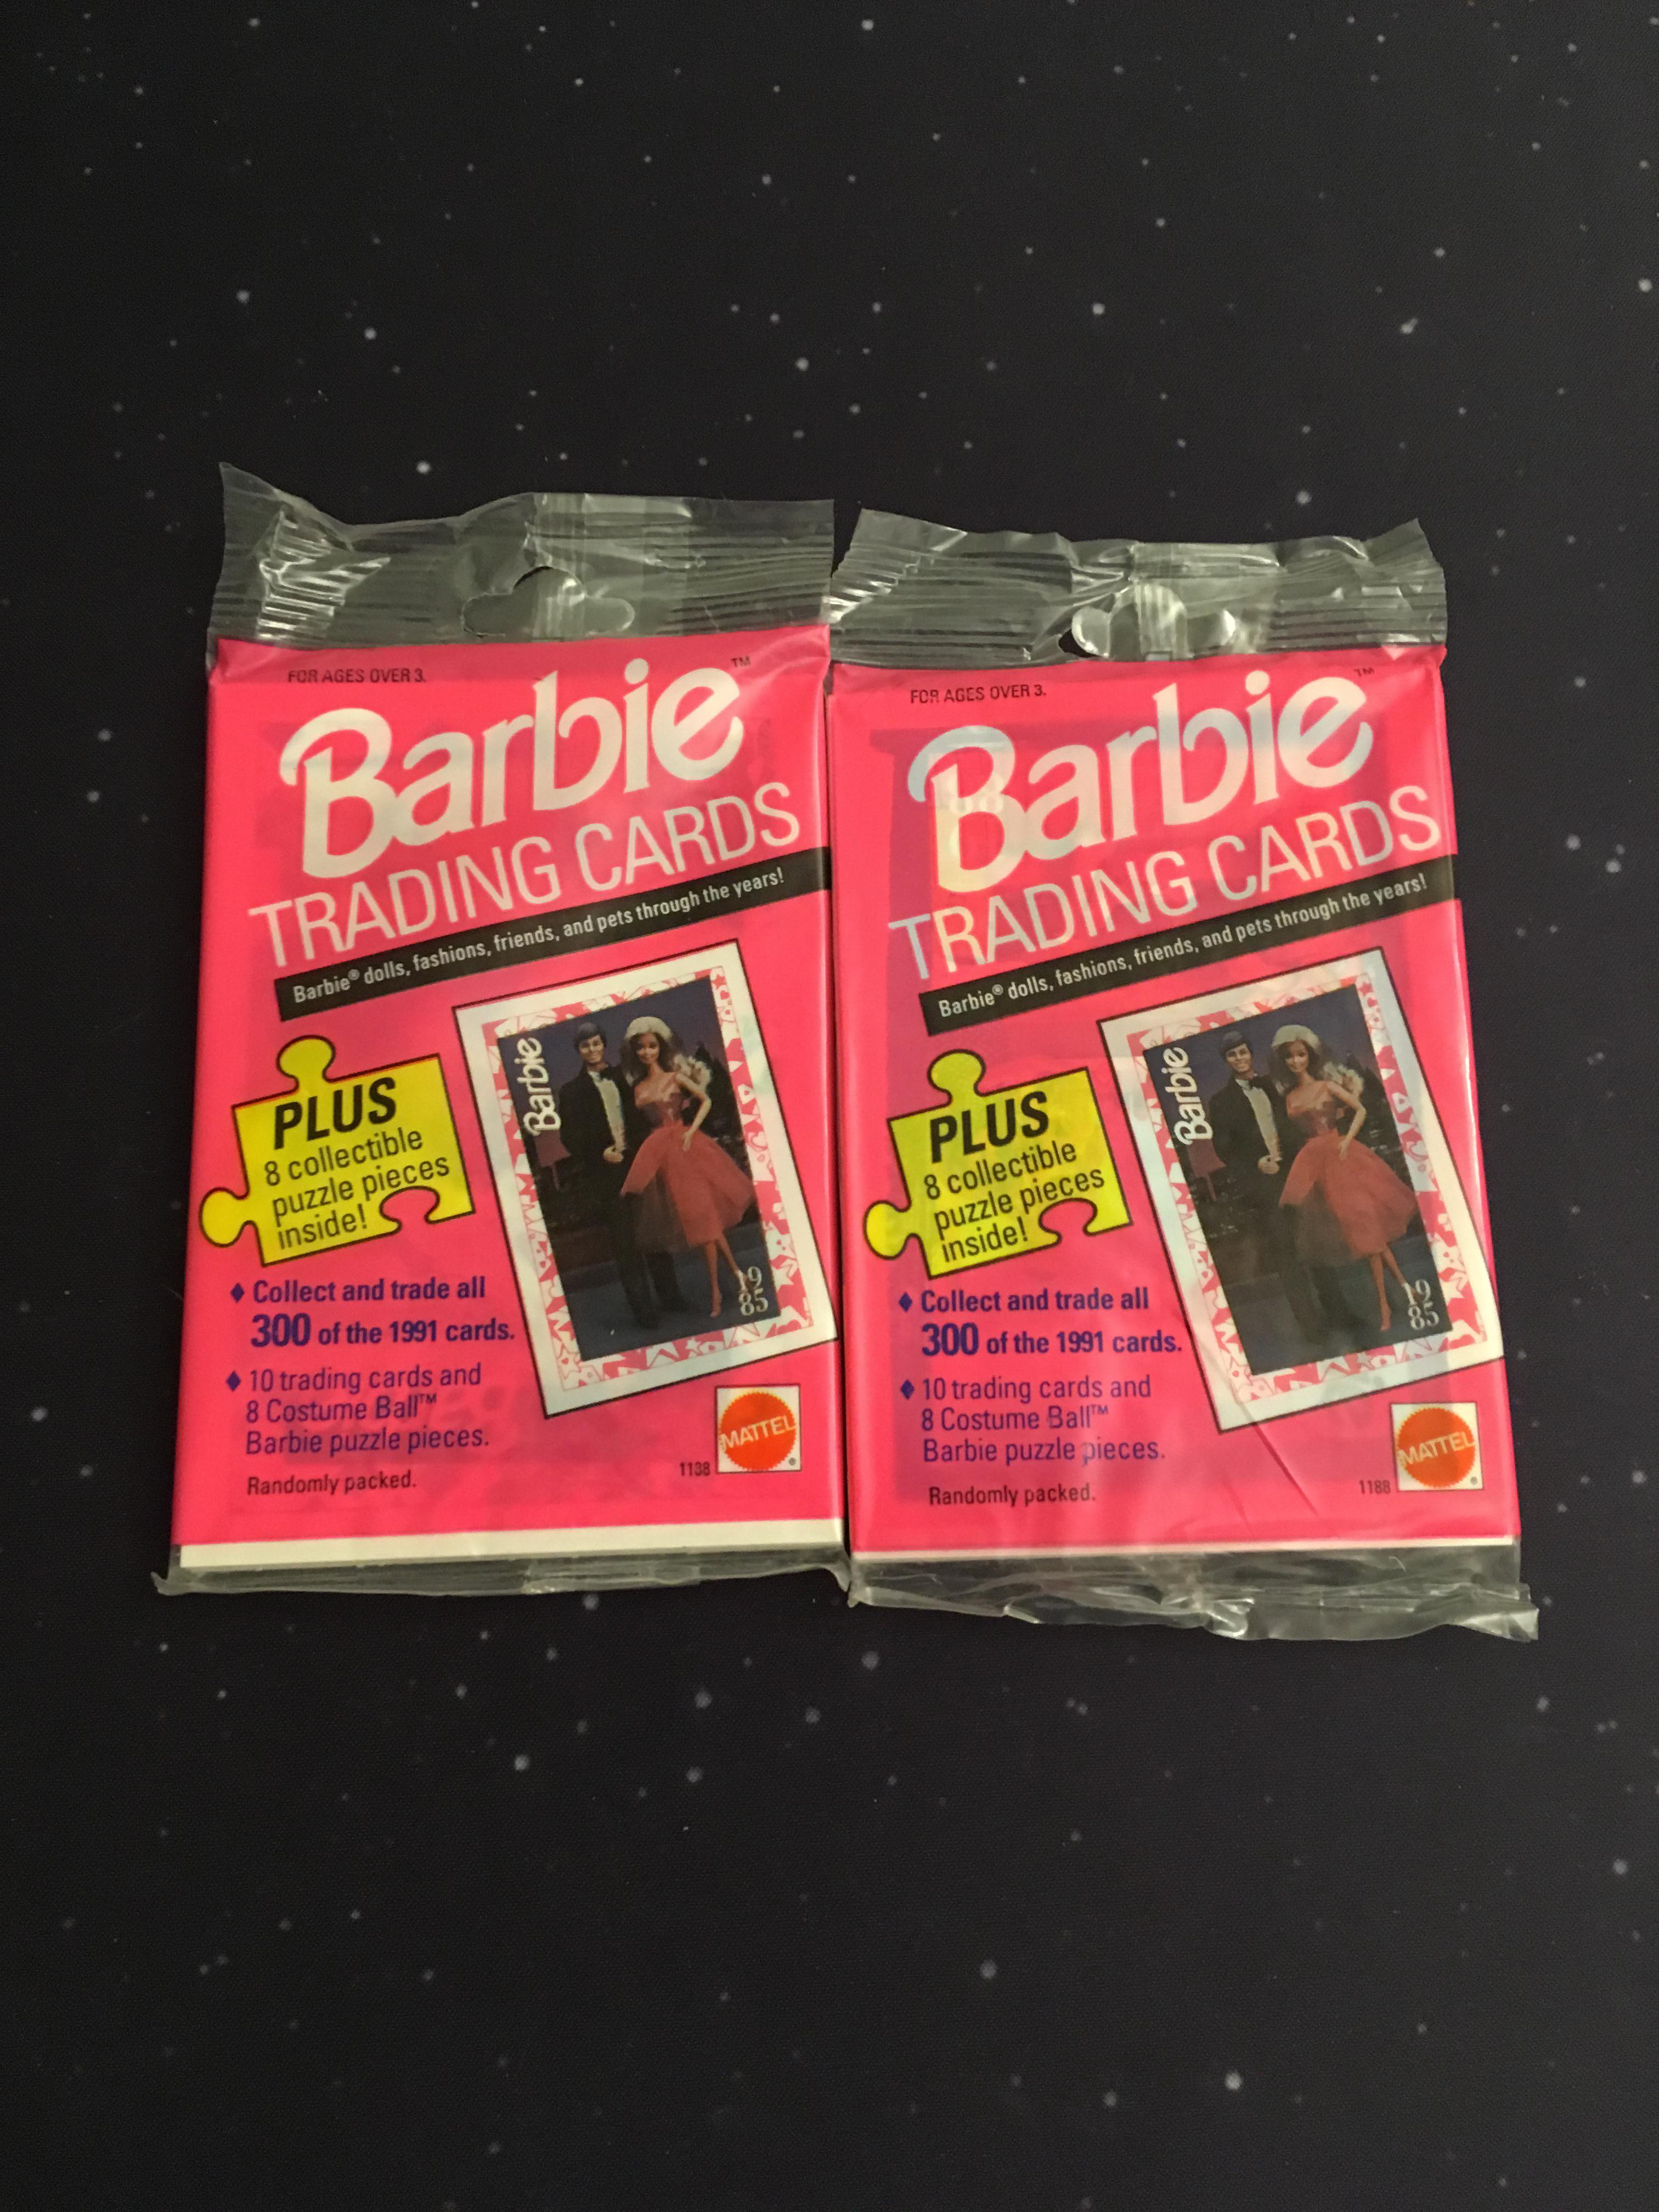 FOR AGES OVER 3.
Barbie™
TRADING CARDS
Barbie® dolls, fashions, friends, and pets through the years!
PLUS
8 collectible
puzzle pieces
inside!
Barbie
19
85
♦ Collect and trade all
300 of the 1991 cards.
♦ 10 trading cards and
8 Costume Ball™
Barbie puzzle pieces.
Randomly packed.
1188
MATTEL®
FOR AGES OVER 3.
Barbie™
TRADING CARDS
Barbie® dolls, fashions, friends, and pets through the years!
PLUS
8 collectible
puzzle pieces
inside!
Barbie
19
85
♦ Collect and trade all
300 of the 1991 cards.
♦ 10 trading cards and
8 Costume Ball™
Barbie puzzle pieces.
Randomly packed.
1188
MATTEL®